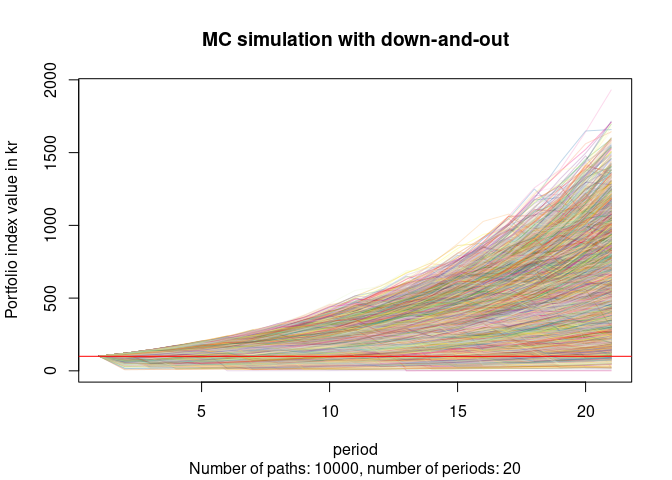 MC simulation with down-and-out
Portfolio index value in kr
2000
1500
1000
500
0
5 10 15 20
period
Number of paths: 10000, number of periods: 20